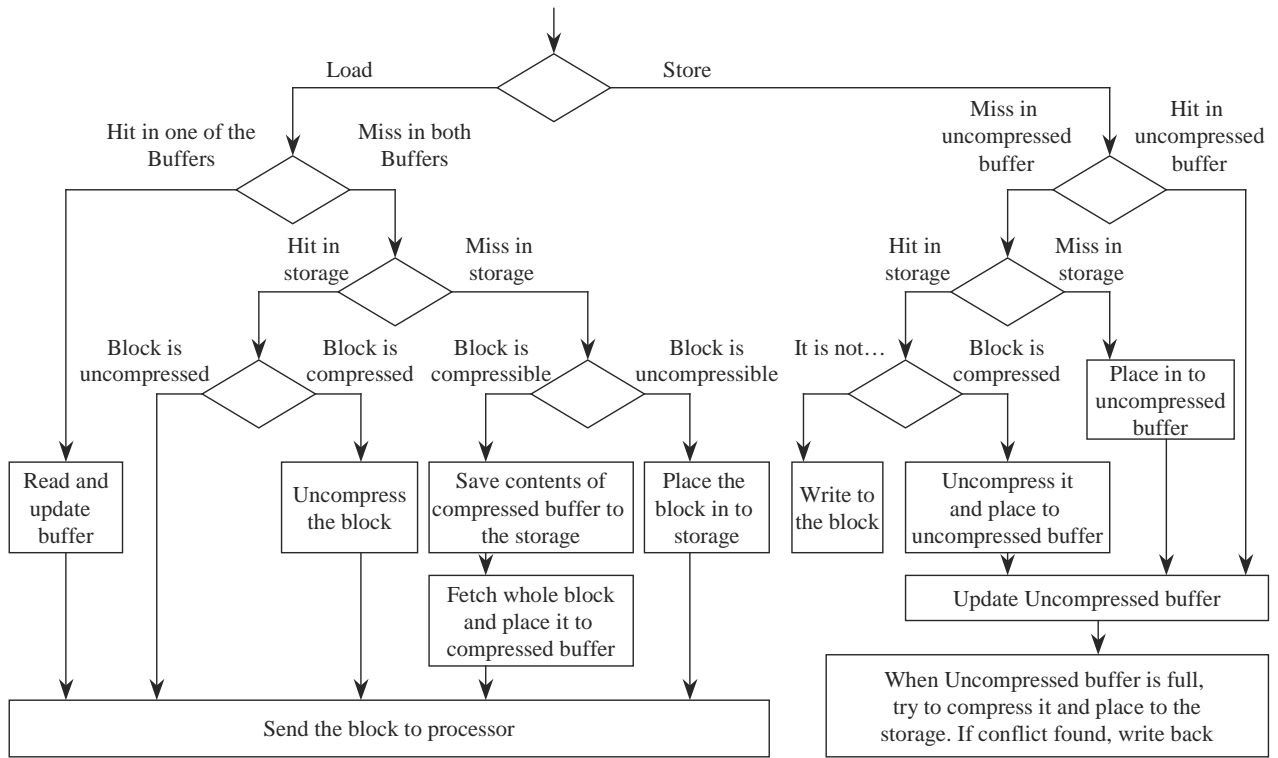 Load
Store
Hit in one of the
Buffers
Miss in both
Buffers
Miss in
uncompressed
buffer
Hit in
uncompressed
buffer
Hit in
storage
Miss in
storage
Hit in
storage
Miss in
storage
Block is
uncompressed
Block is
compressed
Block is
compressible
Block is
uncompressible
It is not…
Block is
compressed
Place in to
uncompressed
buffer
Read and
update
buffer
Uncompress
the block
Save contents of
compressed buffer to
the storage
Place the
block in to
storage
Write to
the block
Uncompress it
and place to
uncompressed buffer
Fetch whole block
and place it to
compressed buffer
Update Uncompressed buffer
Send the block to processor
When Uncompressed buffer is full,
try to compress it and place to the
storage. If conflict found, write back